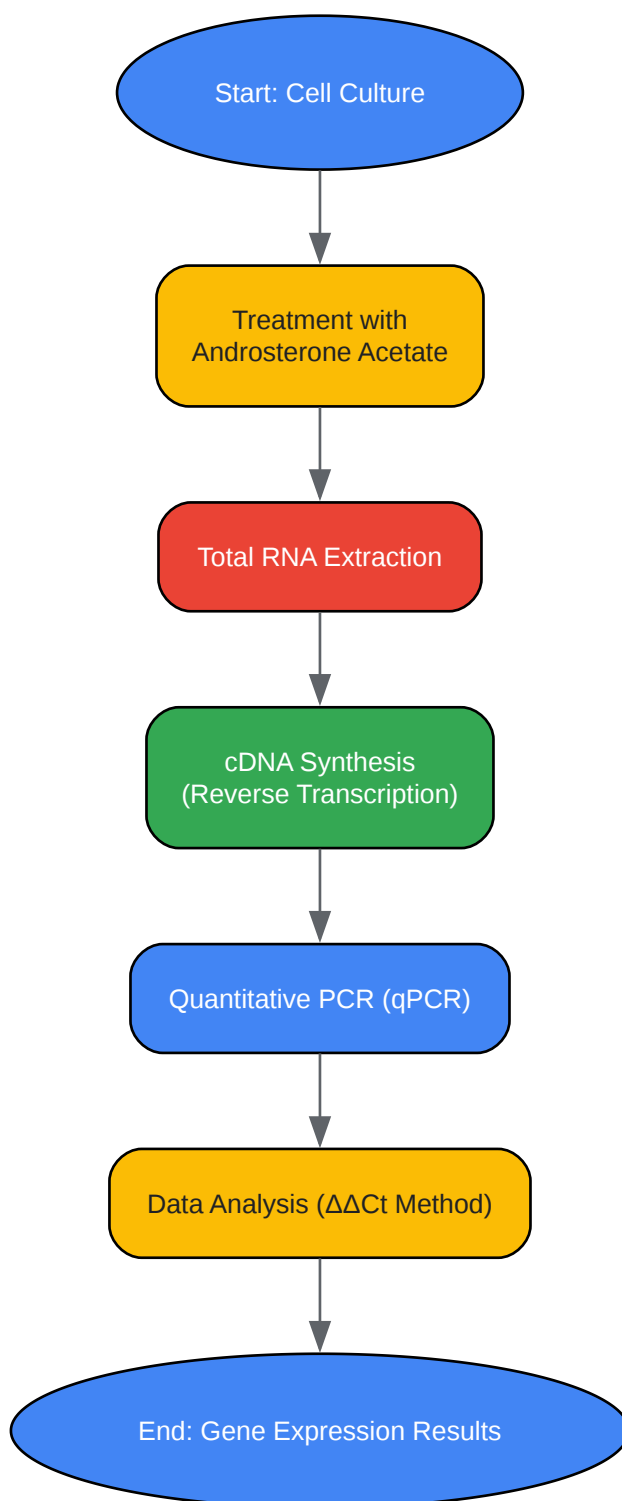 Start: Cell Culture
Treatment with
Androsterone Acetate
Total RNA Extraction
cDNA Synthesis
(Reverse Transcription)
Quantitative PCR (qPCR)
Data Analysis (ΔΔCt Method)
End: Gene Expression Results